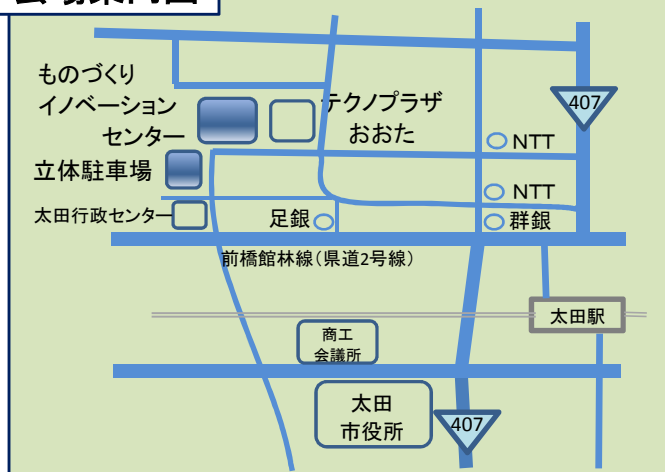 会場案内図
ものづくり
イノベーション
センター
テクノプラザ
おおた
407
NTT
立体駐車場
NTT
太田行政センター
足銀
群銀
前橋館林線(県道2号線)
太田駅
商工
会議所
太田
市役所
407